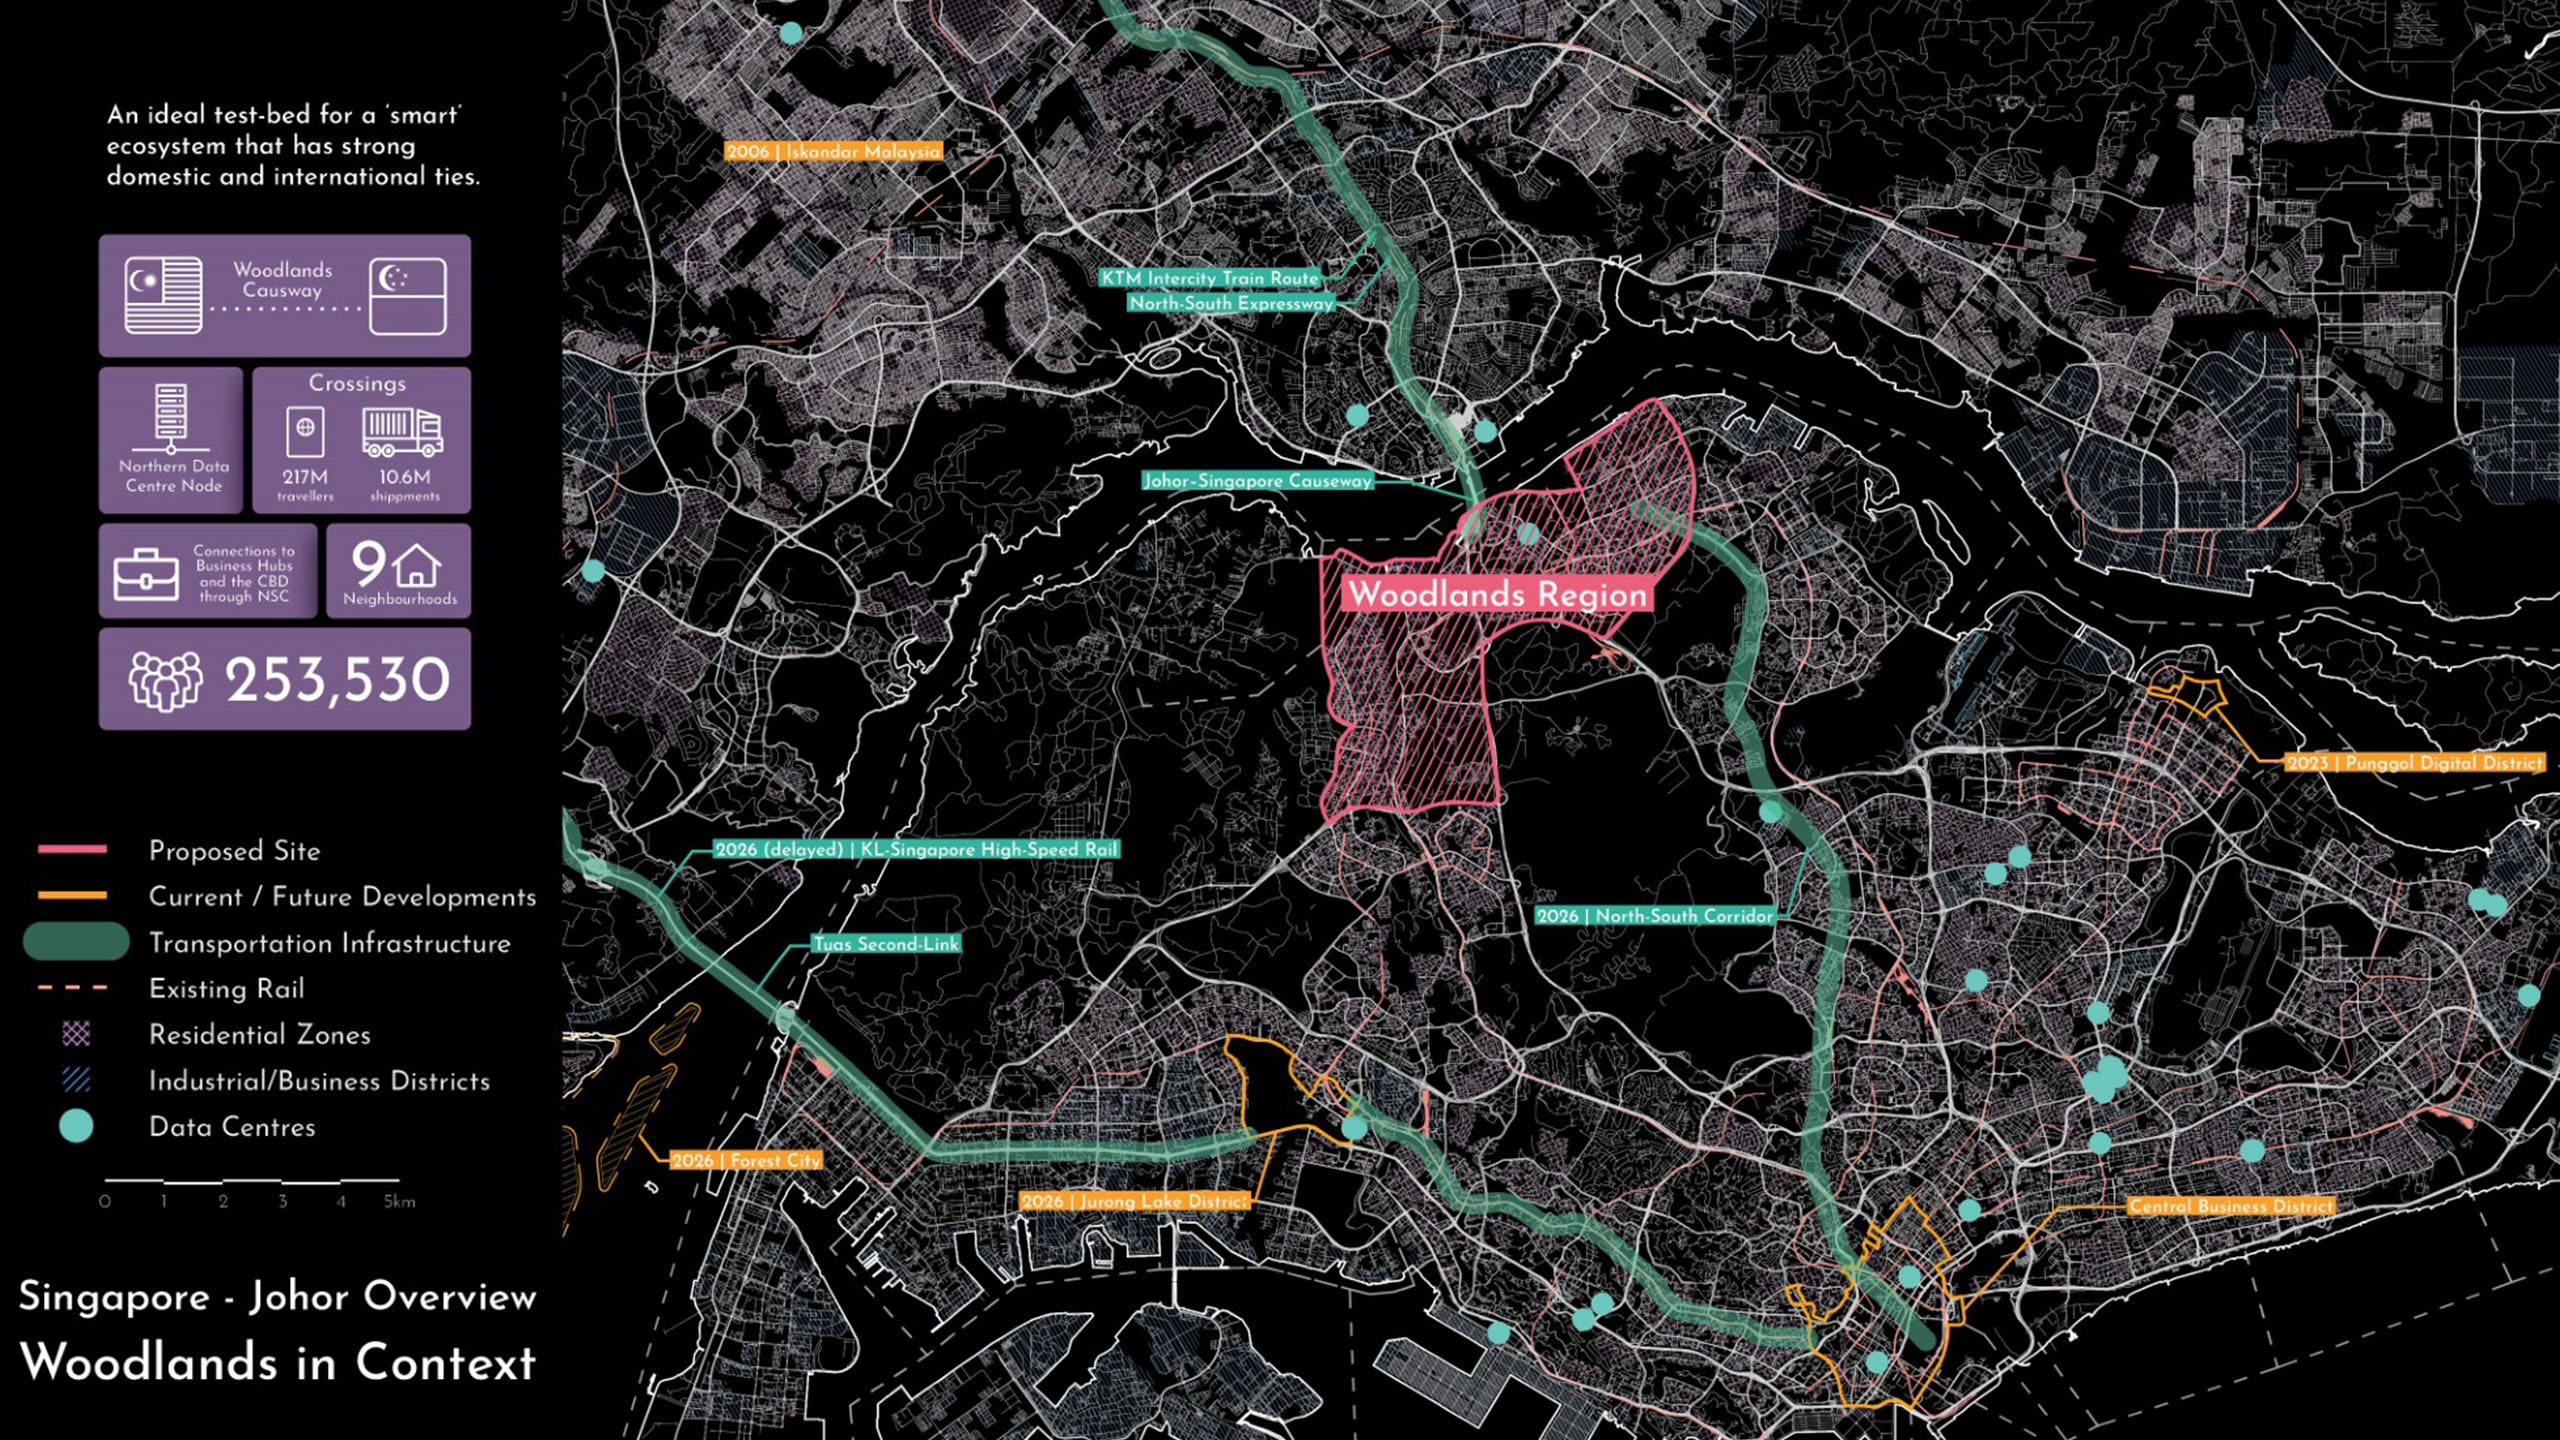 An ideal test-bed for a 'smart'
ecosystem that has strong
domestic and international ties.
Woodlands
Causway
Northern Data
Centre Node
Crossings
217M
travellers
10.6M
shippments
Connections to
Business Hubs
and the CBD
through NSC
9
Neighbourhoods
253,530
Proposed Site
Current / Future Developments
Transportation Infrastructure
Existing Rail
Residential Zones
Industrial/Business Districts
Data Centres
0 1 2 3 4 5km
Singapore - Johor Overview
Woodlands in Context
2006 | Iskandar Malaysia
KTM Intercity Train Route
North-South Expressway
Johor-Singapore Causeway
Woodlands Region
2023 | Punggol Digital District
2026 (delayed) | KL-Singapore High-Speed Rail
2026 | North-South Corridor
Tuas Second-Link
2026 | Forest City
2026 | Jurong Lake District
Central Business District